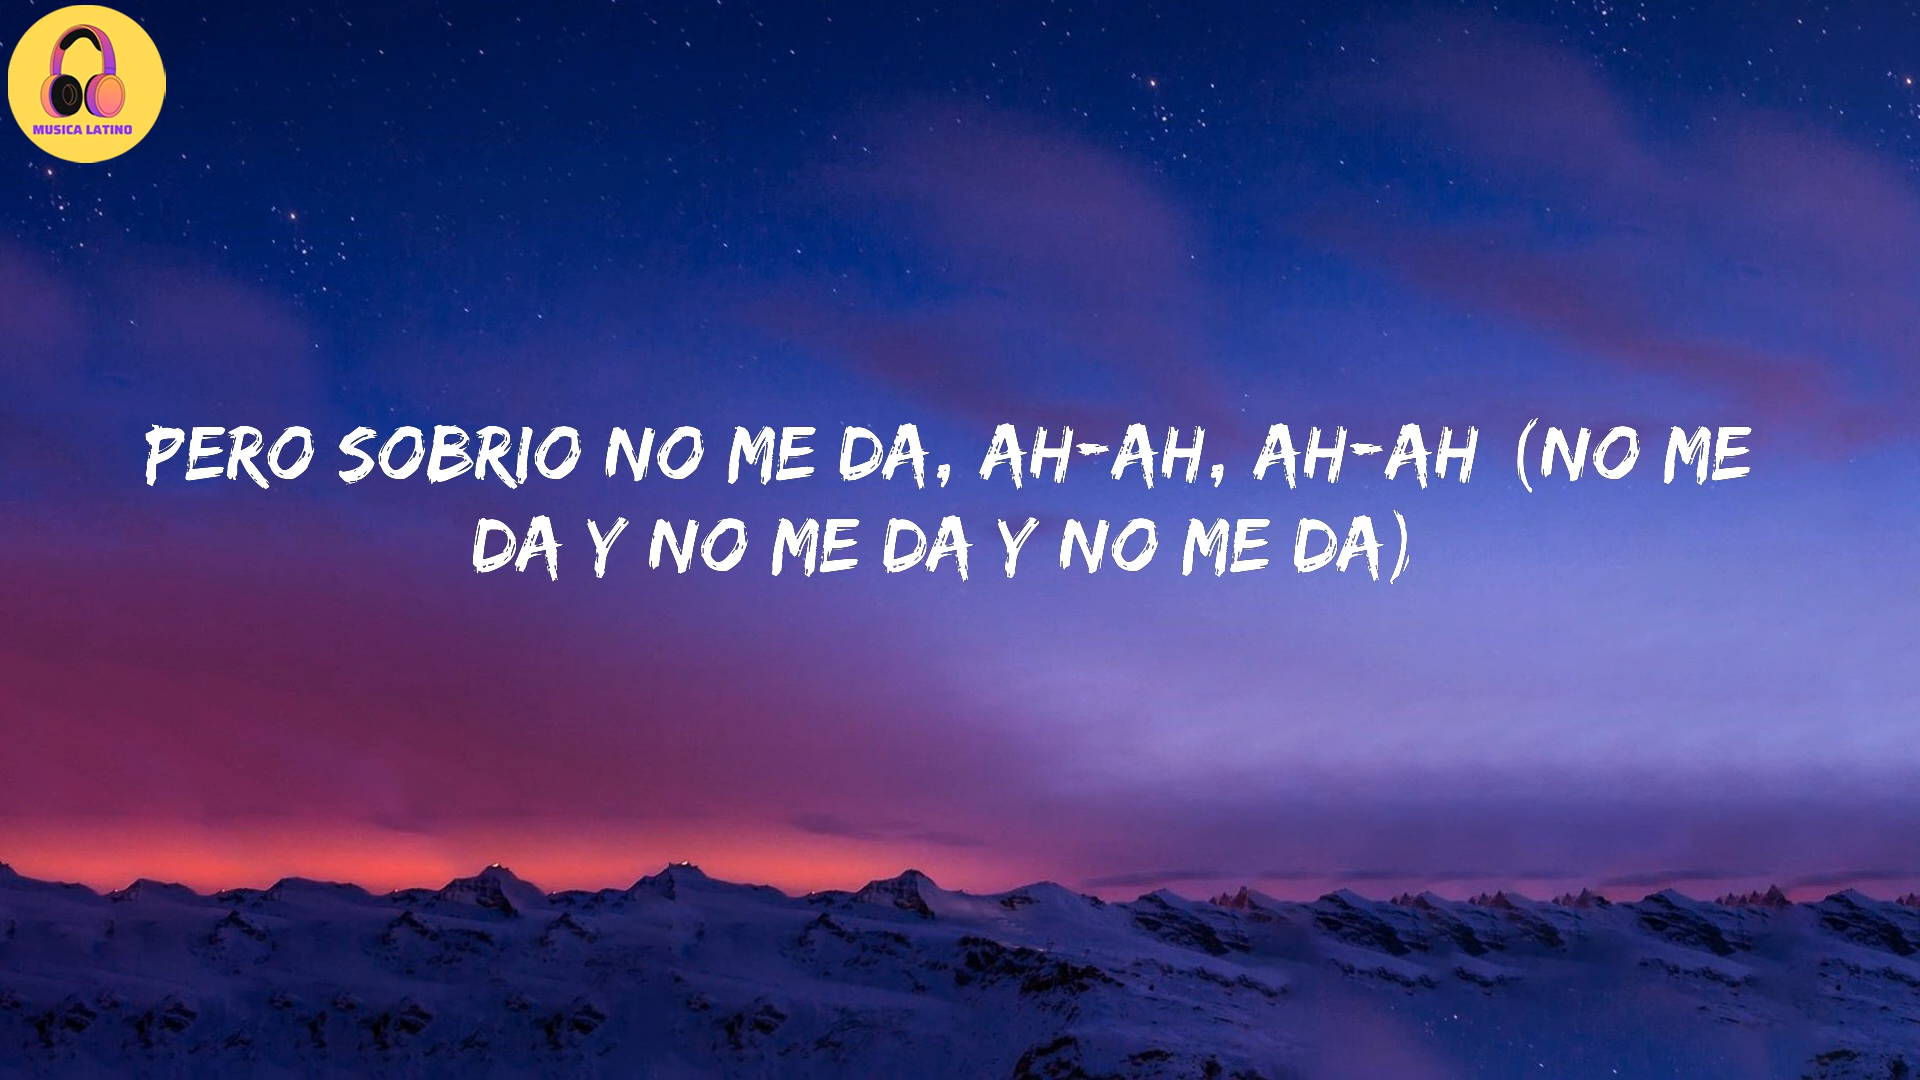 MUSICA LATINO
PERO SOBRIO NO ME DA, AH-AH, AH-AH (NO ME
DA Y NO ME DA Y NO ME DA)